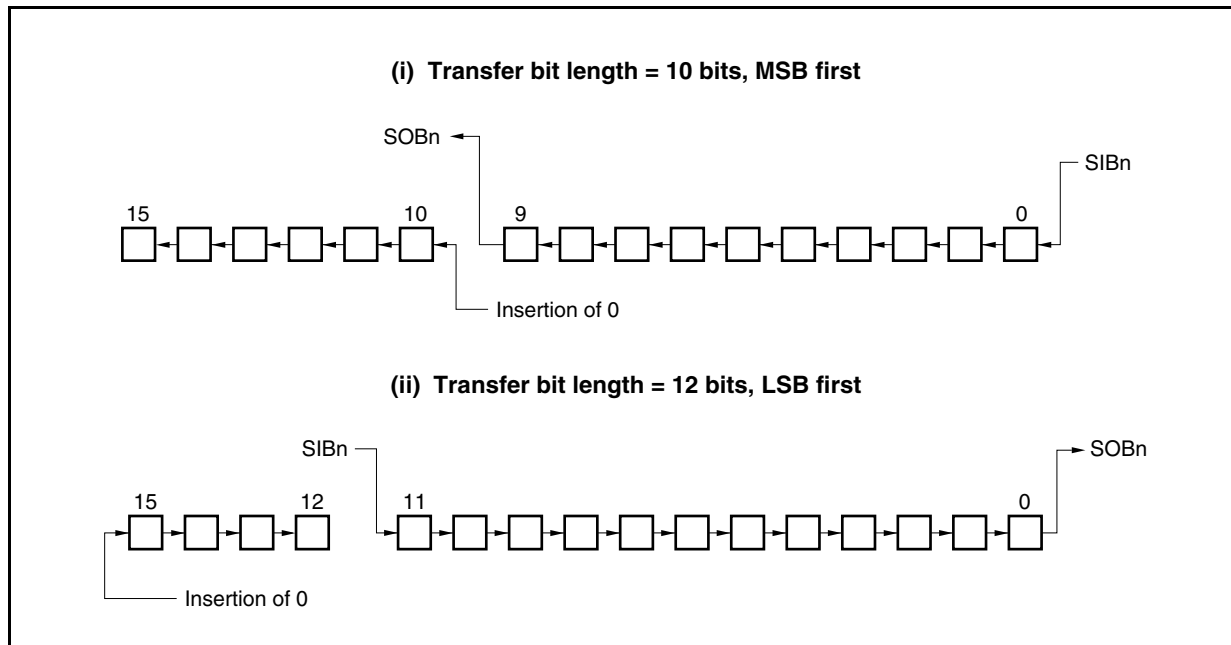 (i) Transfer bit length = 10 bits, MSB first
SOBn
SIBn
15 10 9 0
Insertion of 0
(ii) Transfer bit length = 12 bits, LSB first
SIBn SOBn
15 12 11 0
Insertion of 0